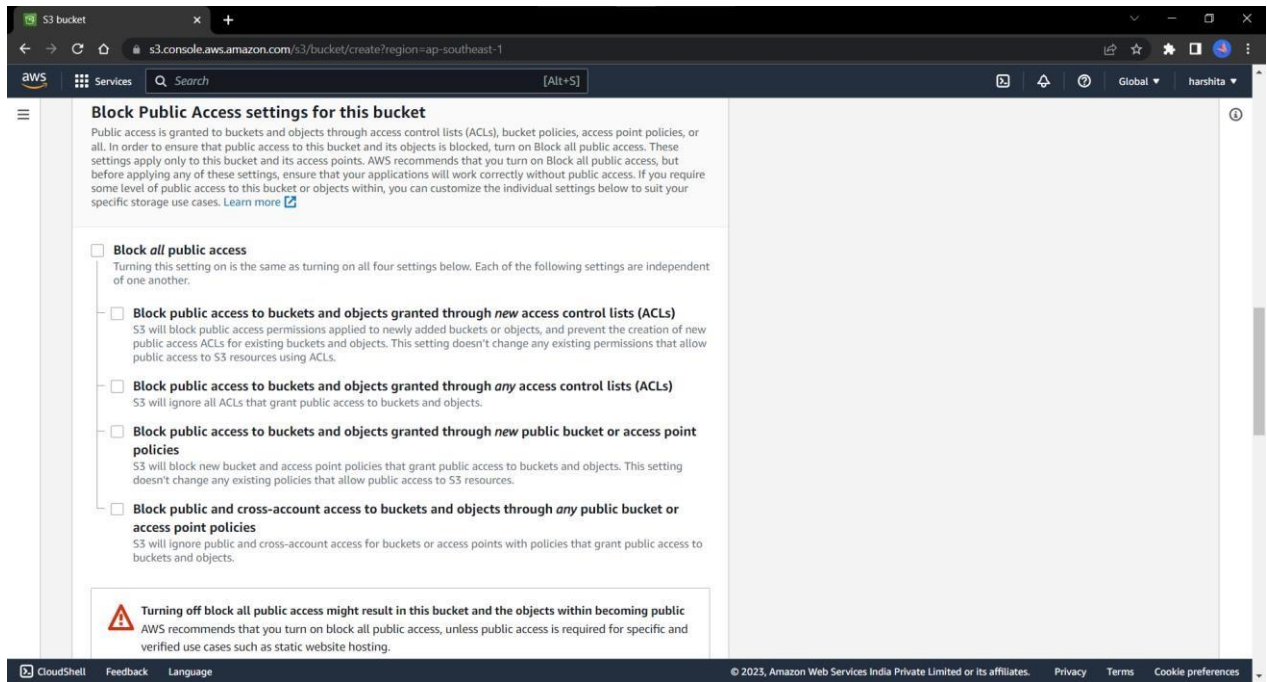 S3 bucket
s3.console.aws.amazon.com/s3/bucket/create?region=ap-southeast-1
aws Services Search [Alt+S] Global harshita
Block Public Access settings for this bucket
Public access is granted to buckets and objects through access control lists (ACLs), bucket policies, access point policies, or
all. In order to ensure that public access to this bucket and its objects is blocked, turn on Block all public access. These
settings apply only to this bucket and its access points. AWS recommends that you turn on Block all public access, but
before applying any of these settings, ensure that your applications will work correctly without public access. If you require
some level of public access to this bucket or objects within, you can customize the individual settings below to suit your
specific storage use cases. Learn more
Block all public access
Turning this setting on is the same as turning on all four settings below. Each of the following settings are independent
of one another.
Block public access to buckets and objects granted through new access control lists (ACLs)
S3 will block public access permissions applied to newly added buckets or objects, and prevent the creation of new
public access ACLs for existing buckets and objects. This setting doesn't change any existing permissions that allow
public access to S3 resources using ACLs.
Block public access to buckets and objects granted through any access control lists (ACLs)
S3 will ignore all ACLs that grant public access to buckets and objects.
Block public access to buckets and objects granted through new public bucket or access point
policies
S3 will block new bucket and access point policies that grant public access to buckets and objects. This setting
doesn't change any existing policies that allow public access to S3 resources.
Block public and cross-account access to buckets and objects through any public bucket or
access point policies
S3 will ignore public and cross-account access for buckets or access points with policies that grant public access to
buckets and objects.
Turning off block all public access might result in this bucket and the objects within becoming public
AWS recommends that you turn on block all public access, unless public access is required for specific and
verified use cases such as static website hosting.
CloudShell Feedback Language © 2023, Amazon Web Services India Private Limited or its affiliates. Privacy Terms Cookie preferences